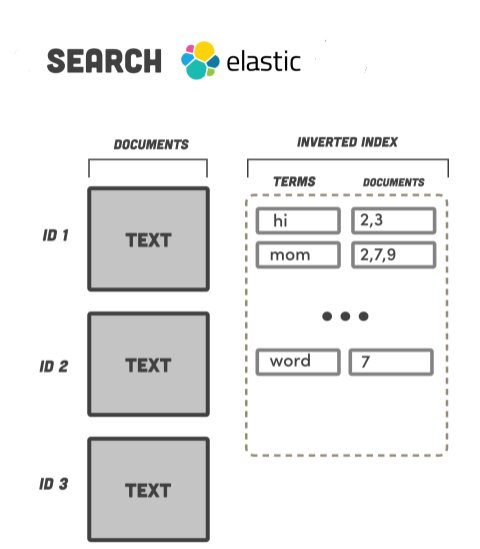 SEARCH elastic
DOCUMENTS
INVERTED INDEX
TERMS DOCUMENTS
ID 1
TEXT
hi 2,3
mom 2,7,9
...
ID 2
TEXT
word 7
ID 3
TEXT